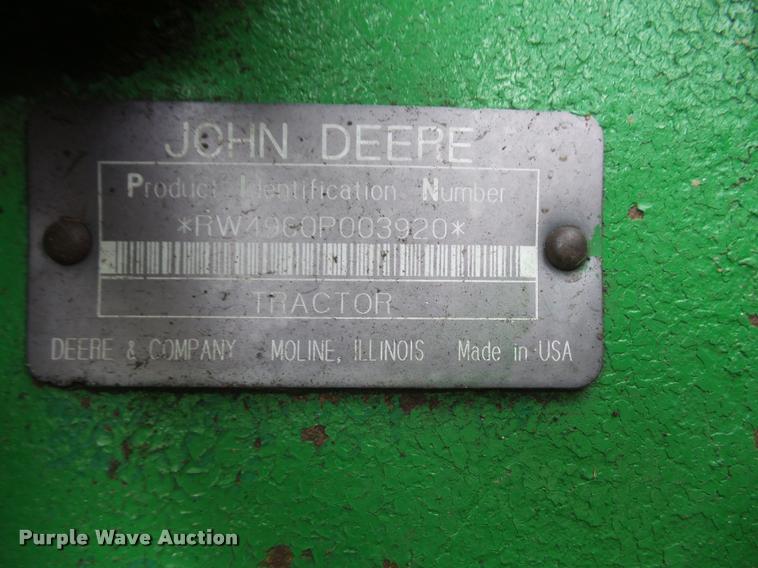 JOHN DEERE
Product Identification Number
*RW4960P003920*
TRACTOR
DEERE & COMPANY MOLINE, ILLINOIS Made in USA
Purple Wave Auction